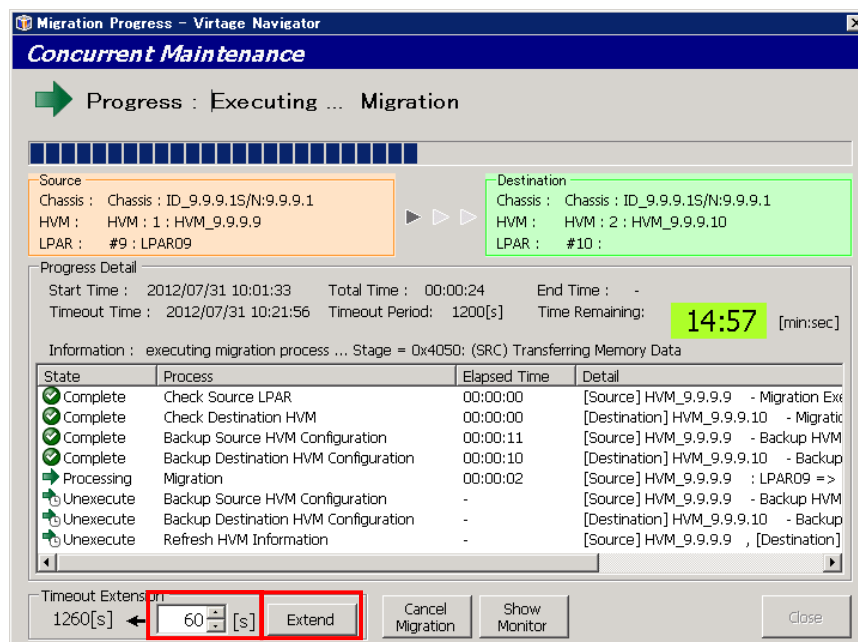 Migration Progress - Virtage Navigator
Concurrent Maintenance
Progress : Executing ... Migration
Source
Chassis : Chassis : ID_9.9.9.1S/N:9.9.9.1
HVM : HVM : 1 : HVM_9.9.9.9
LPAR : #9 : LPAR09
Destination
Chassis : Chassis : ID_9.9.9.1S/N:9.9.9.1
HVM : HVM : 2 : HVM_9.9.9.10
LPAR : #10 :
Progress Detail
Start Time : 2012/07/31 10:01:33 Total Time : 00:00:24 End Time : -
Timeout Time : 2012/07/31 10:21:56 Timeout Period: 1200[s] Time Remaining: 14:57 [min:sec]
Information : executing migration process ... Stage = 0x4050: (SRC) Transferring Memory Data
State Process Elapsed Time Detail
Complete Check Source LPAR 00:00:00 [Source] HVM_9.9.9.9 - Migration Exe
Complete Check Destination HVM 00:00:00 [Destination] HVM_9.9.9.10 - Migratic
Complete Backup Source HVM Configuration 00:00:11 [Source] HVM_9.9.9.9 - Backup HVM
Complete Backup Destination HVM Configuration 00:00:10 [Destination] HVM_9.9.9.10 - Backup
Processing Migration 00:00:02 [Source] HVM_9.9.9.9 : LPAR09 =>
Unexecute Backup Source HVM Configuration - [Source] HVM_9.9.9.9 - Backup HVM
Unexecute Backup Destination HVM Configuration - [Destination] HVM_9.9.9.10 - Backup
Unexecute Refresh HVM Information - [Source] HVM_9.9.9.9 , [Destination]
Timeout Extension
1260[s] 60 [s] Extend
Cancel Migration
Show Monitor
Close